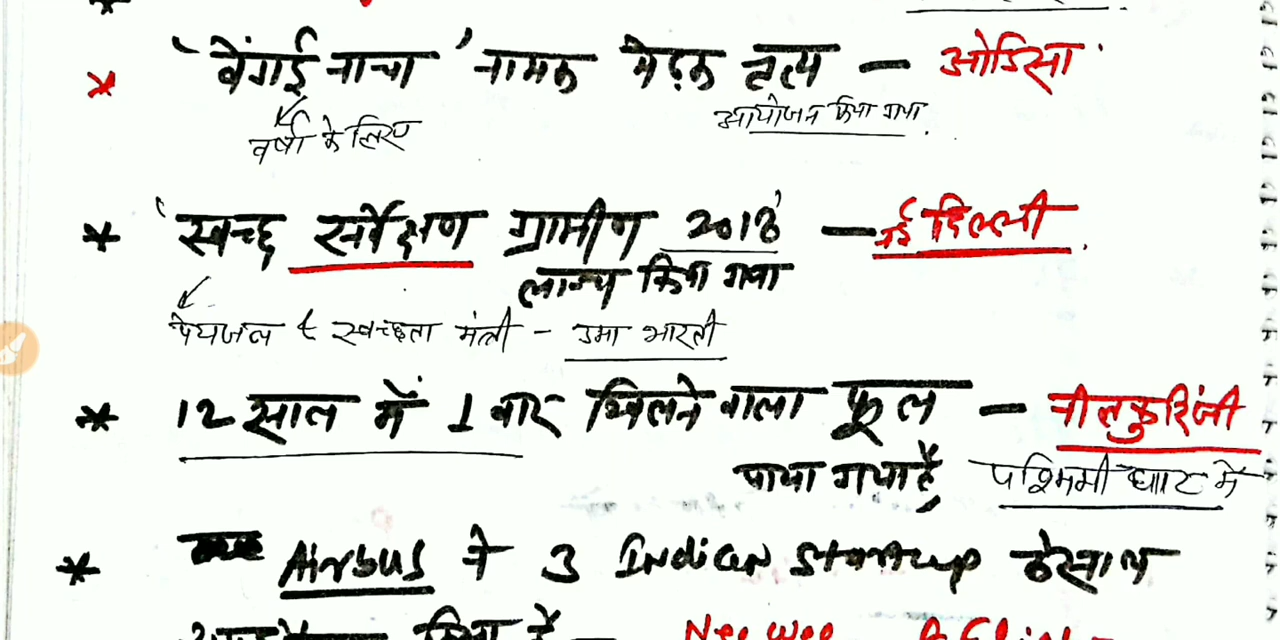 * 'बेंगई नाचा' नामक मेढ़क नृत्य - ओडिसा
वर्षा के लिए आयोजन किया गया.
* 'स्वच्छ सर्वेक्षण ग्रामीण 2018' - नई दिल्ली
लान्च किया गया
पेयजल & स्वच्छता मंत्री - उमा भारती
* 12 साल में 1 बार खिलने वाला फूल - नीलकुरिंजी
पाया गया है, पश्चिमी घाट में
* Airbus ने 3 Indian Startup के साथ
किया है -